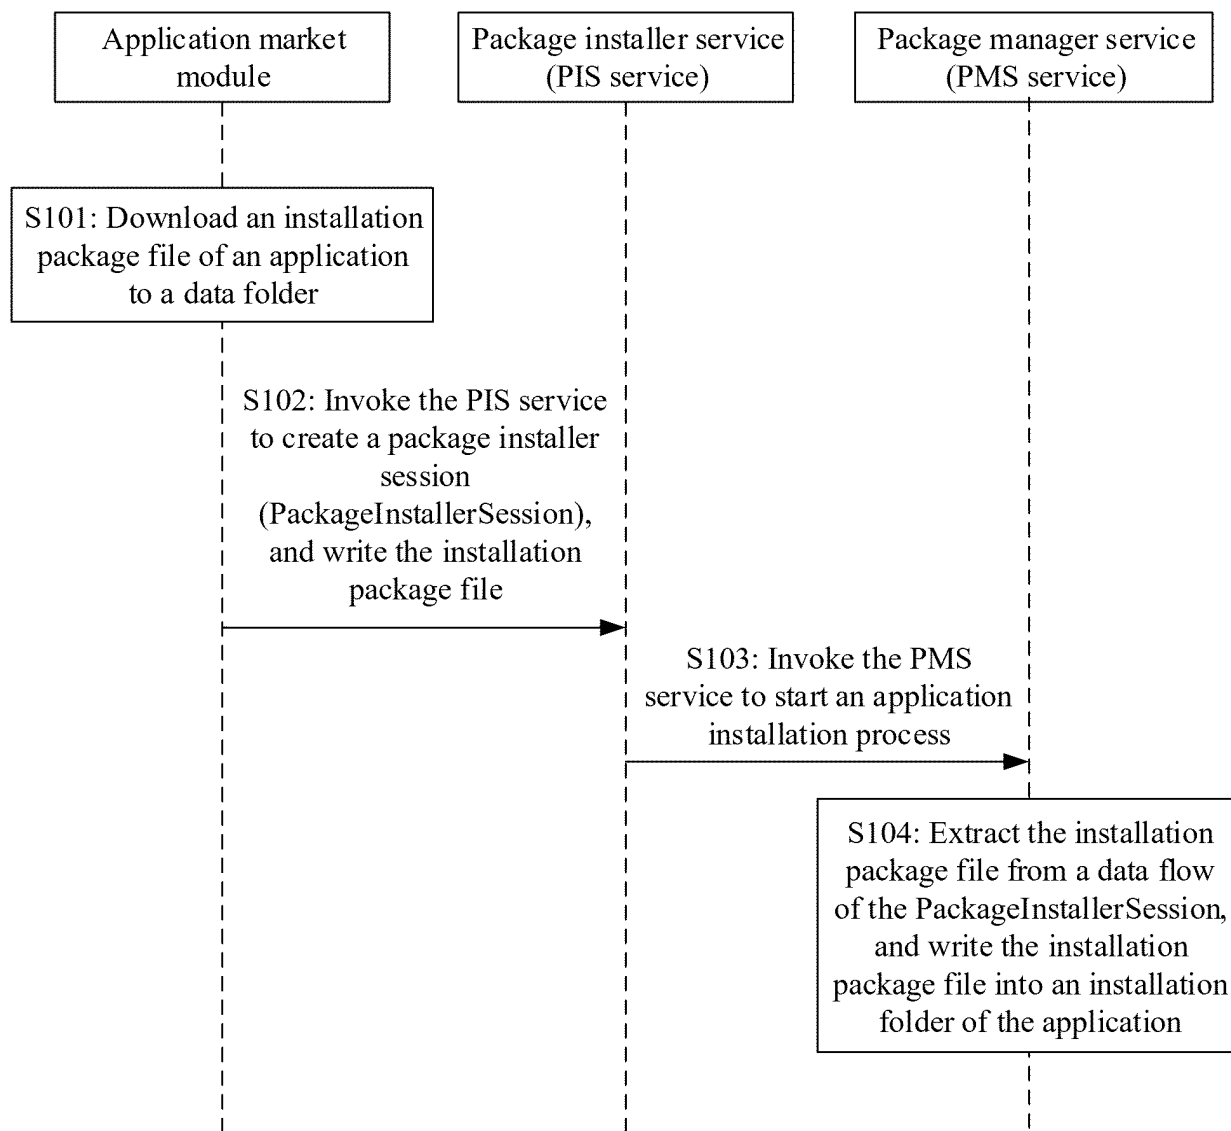 Application market
module
Package installer service
(PIS service)
Package manager service
(PMS service)
S101: Download an installation
package file of an application
to a data folder
S102: Invoke the PIS service
to create a package installer
session
(PackageInstallerSession),
and write the installation
package file
S103: Invoke the PMS
service to start an application
installation process
S104: Extract the installation
package file from a data flow
of the PackageInstallerSession,
and write the installation
package file into an installation
folder of the application